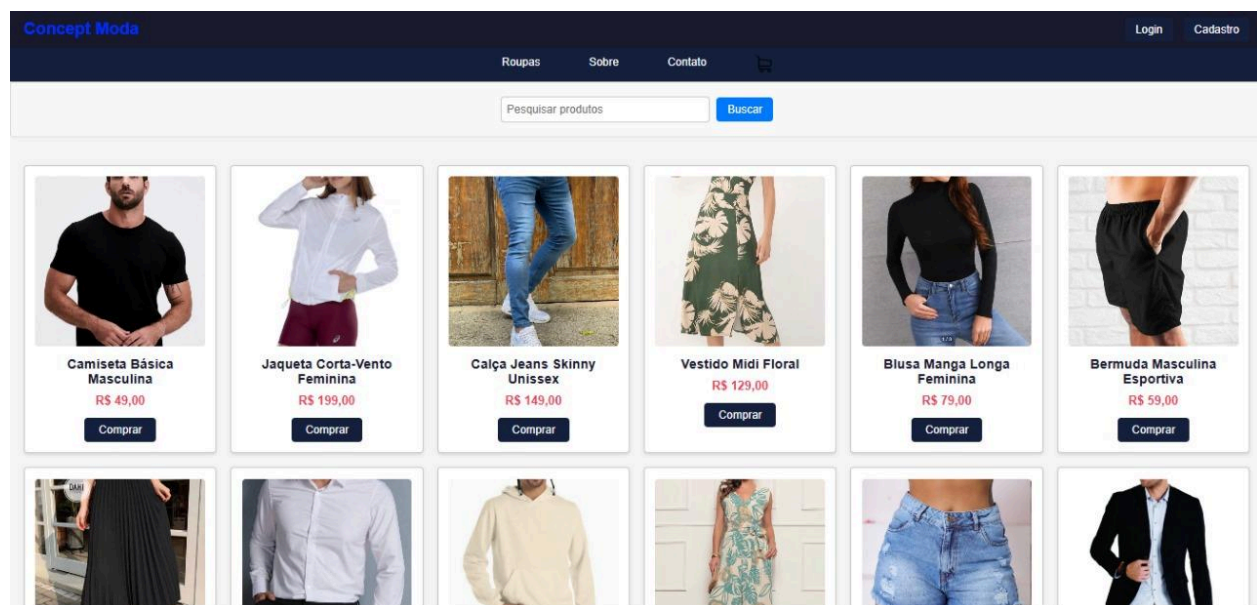 Concept Moda
Login Cadastro
Roupas Sobre Contato
Pesquisar produtos Buscar
Camiseta Básica
Masculina
R$ 49,00
Comprar
Jaqueta Corta-Vento
Feminina
R$ 199,00
Comprar
Calça Jeans Skinny
Unissex
R$ 149,00
Comprar
Vestido Midi Floral
R$ 129,00
Comprar
Blusa Manga Longa
Feminina
R$ 79,00
Comprar
Bermuda Masculina
Esportiva
R$ 59,00
Comprar